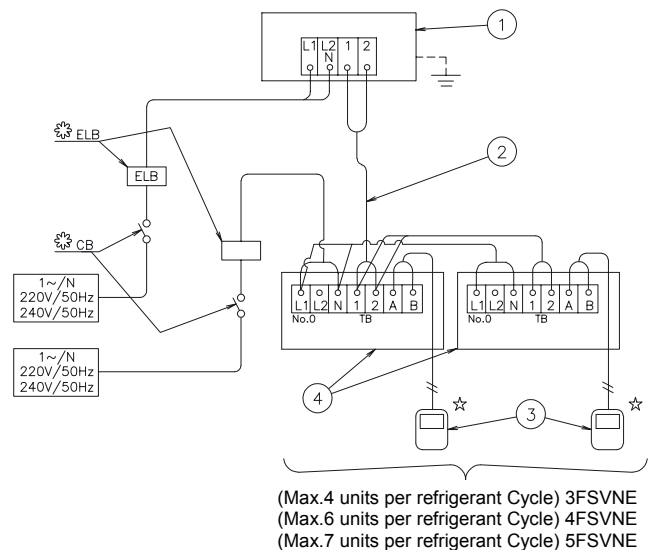 1
L1 L2 1 2
N
ELB
ELB
2
CB
1~/N
220V/50Hz
240V/50Hz
L1 L2 N 1 2 A B
No.0 TB
L1 L2 N 1 2 A B
No.0 TB
1~/N
220V/50Hz
240V/50Hz
4
3
(Max.4 units per refrigerant Cycle) 3FSVNE
(Max.6 units per refrigerant Cycle) 4FSVNE
(Max.7 units per refrigerant Cycle) 5FSVNE